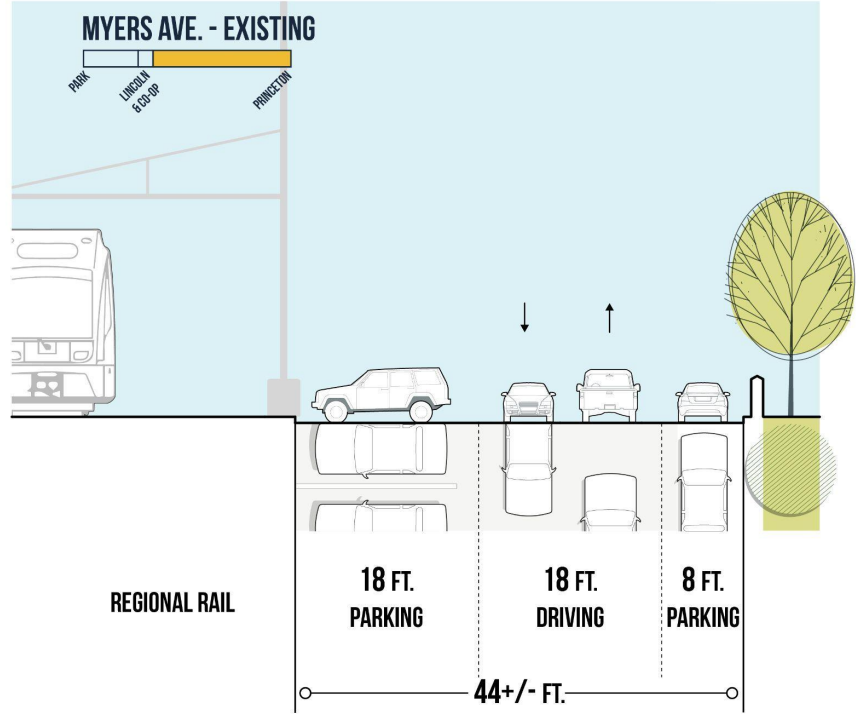 MYERS AVE. - EXISTING
PARK
LINCOLN
& CO-OP
PRINCETON
REGIONAL RAIL
18 FT.
PARKING
18 FT.
DRIVING
8 FT.
PARKING
44+/- FT.